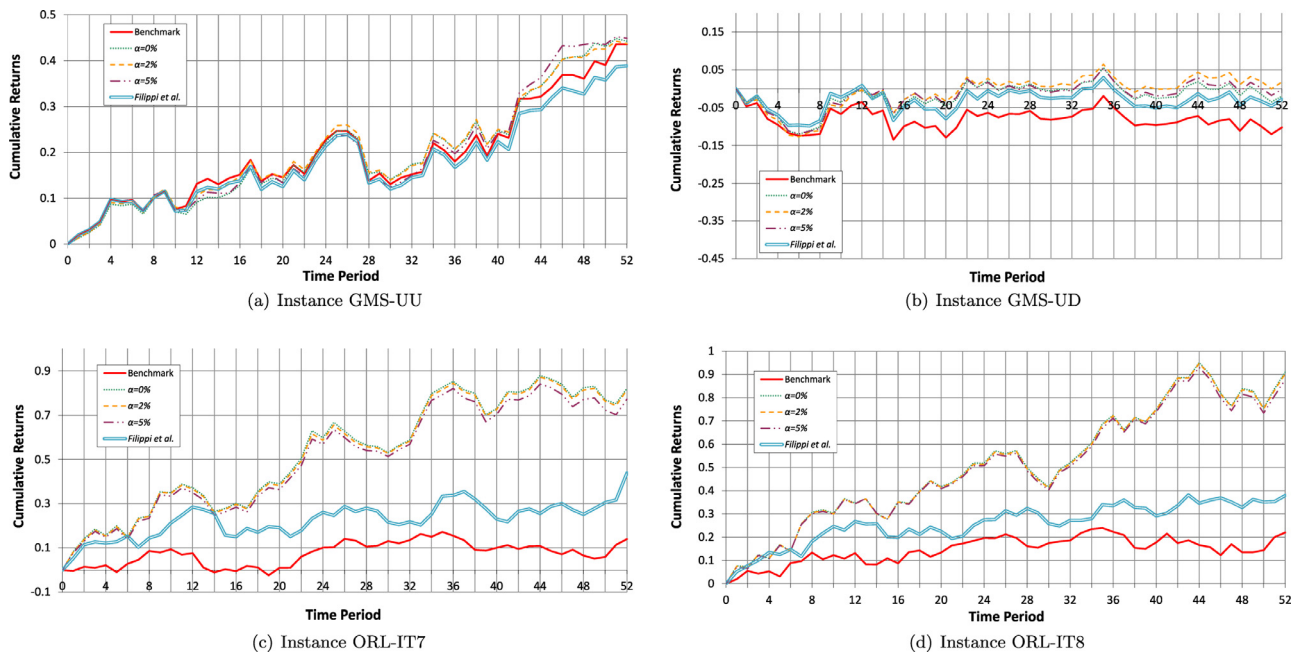 0.5
0.4
0.3
0.2
0.1
0
Cumulative Returns
Benchmark
α=0%
α=2%
α=5%
Filippi et al.
0 4 8 12 16 20 24 28 32 36 40 44 48 52
Time Period
(a) Instance GMS-UU
0.15
0.05
-0.05
-0.15
-0.25
-0.35
-0.45
Cumulative Returns
0 4 8 12 16 20 24 28 32 36 40 44 48 52
Benchmark
α=0%
α=2%
α=5%
Filippi et al.
Time Period
(b) Instance GMS-UD
0.9
0.7
0.5
0.3
0.1
-0.1
Cumulative Returns
Benchmark
α=0%
α=2%
α=5%
Filippi et al.
0 4 8 12 16 20 24 28 32 36 40 44 48 52
Time Period
(c) Instance ORL-IT7
1
0.9
0.8
0.7
0.6
0.5
0.4
0.3
0.2
0.1
0
Cumulative Returns
Benchmark
α=0%
α=2%
α=5%
Filippi et al.
0 4 8 12 16 20 24 28 32 36 40 44 48 52
Time Period
(d) Instance ORL-IT8